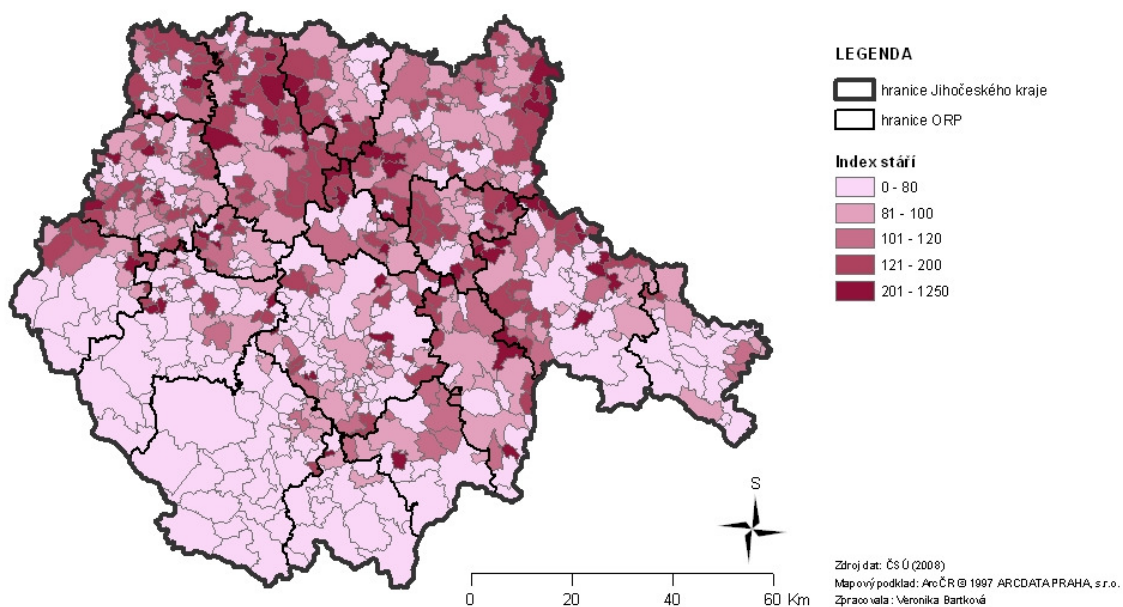 LEGENDA
hranice Jihočeského kraje
hranice ORP
Index stáří
0 - 80
81 - 100
101 - 120
121 - 200
201 - 1250
S
0 20 40 60 Km
Zdroj dat: ČSÚ (2008)
Mapový podklad: ArcČR © 1997 ARCDATA PRAHA, s.r.o.
Zpracovala: Veronika Bartková